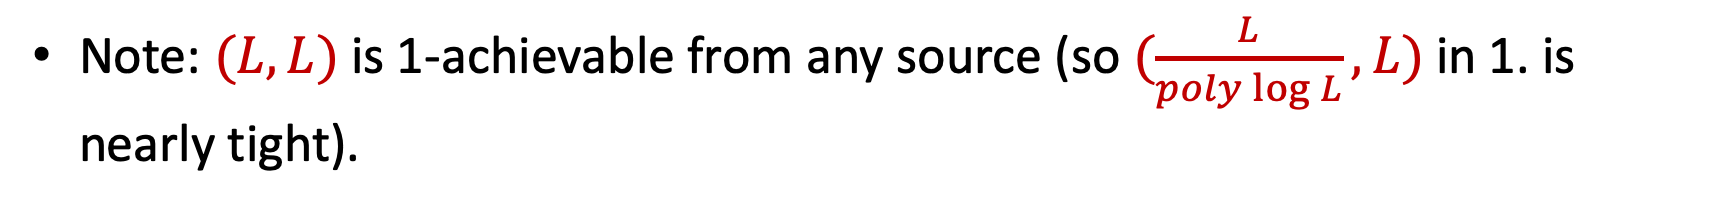 • Note: (L, L) is 1-achievable from any source (so (L/poly log L, L) in 1. is
nearly tight).